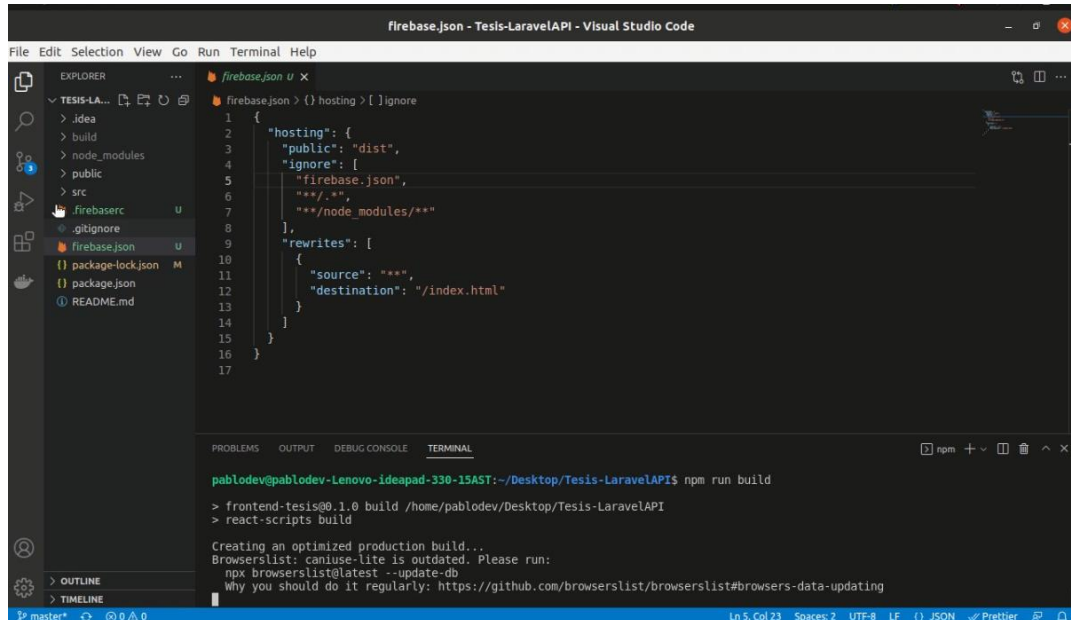 firebase.json - Tesis-LaravelAPI - Visual Studio Code
File Edit Selection View Go Run Terminal Help
EXPLORER ...
TESIS-LA...
> .idea
> build
> node_modules
> public
> src
.firebaserc U
.gitignore
firebase.json U
{} package-lock.json M
{} package.json
README.md
> OUTLINE
> TIMELINE
3
firebase.json U X
firebase.json > {} hosting > [ ] ignore
1 {
2 "hosting": {
3 "public": "dist",
4 "ignore": [
5 "firebase.json",
6 "**/.*",
7 "**/node_modules/**"
8 ],
9 "rewrites": [
10 {
11 "source": "**",
12 "destination": "/index.html"
13 }
14 ]
15 }
16 }
17
PROBLEMS OUTPUT DEBUG CONSOLE TERMINAL
npm
pablodev@pablodev-Lenovo-ideapad-330-15AST:~/Desktop/Tesis-LaravelAPI$ npm run build
> frontend-tesis@0.1.0 build /home/pablodev/Desktop/Tesis-LaravelAPI
> react-scripts build
Creating an optimized production build...
Browserslist: caniuse-lite is outdated. Please run:
npx browserslist@latest --update-db
Why you should do it regularly: https://github.com/browserslist/browserslist#browsers-data-updating
master* 0 0 Ln 5, Col 23 Spaces: 2 UTF-8 LF {} JSON Prettier